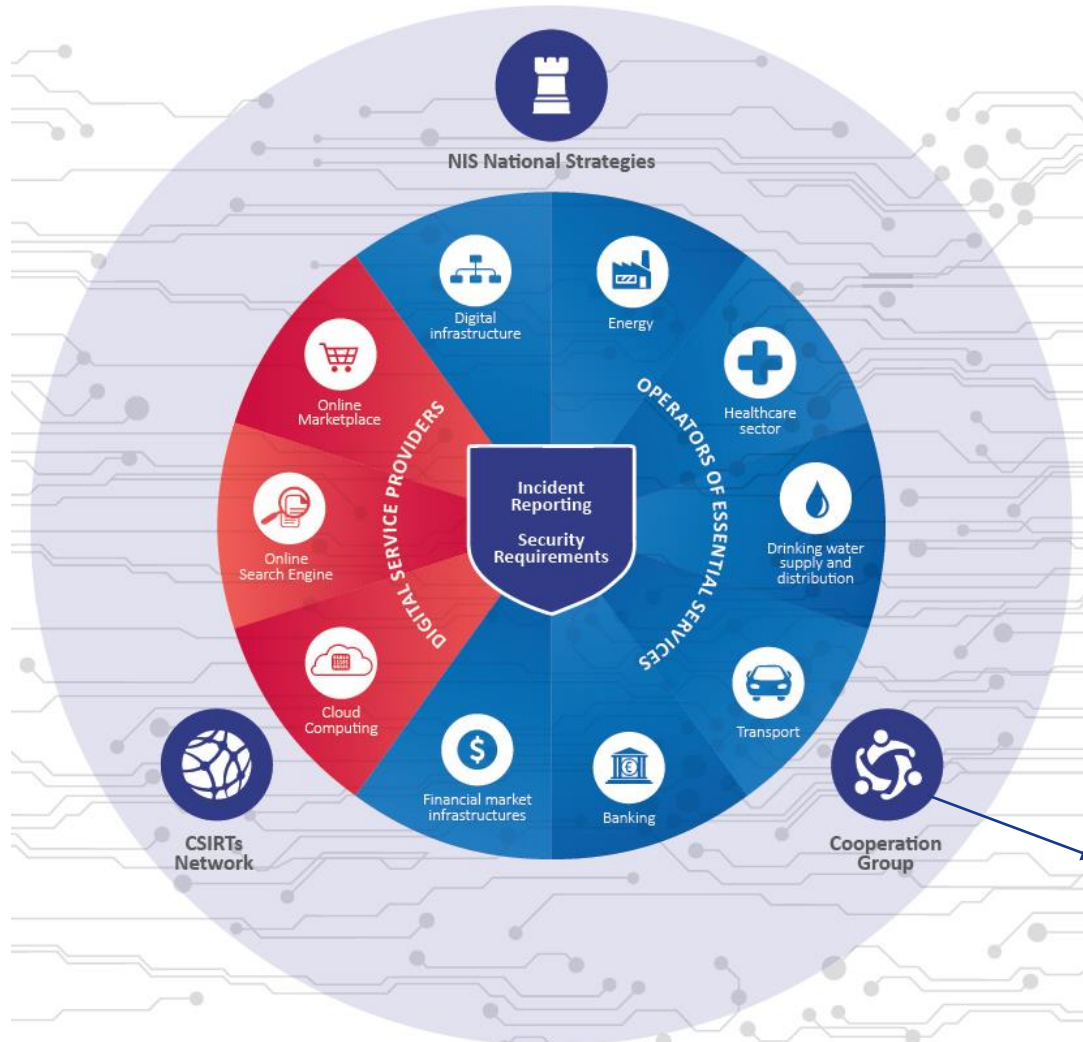 NIS National Strategies
Digital
infrastructure
Energy
Online
Marketplace
Healthcare
sector
DIGITAL SERVICE PROVIDERS
OPERATORS OF ESSENTIAL SERVICES
Incident
Reporting
Security
Requirements
Online
Search Engine
Drinking water
supply and
distribution
Cloud
Computing
Transport
$
Financial market
infrastructures
€
Banking
CSIRTs
Network
Cooperation
Group